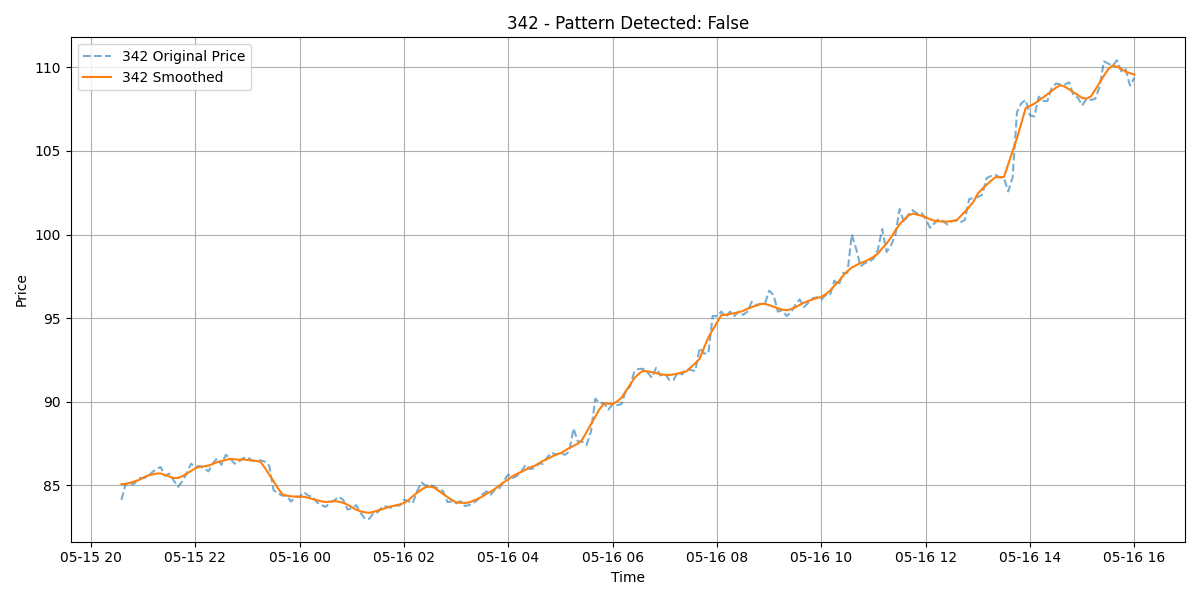 342 - Pattern Detected: False
342 Original Price
342 Smoothed
Price
110
105
100
95
90
85
05-15 20 05-15 22 05-16 00 05-16 02 05-16 04 05-16 06 05-16 08 05-16 10 05-16 12 05-16 14 05-16 16
Time